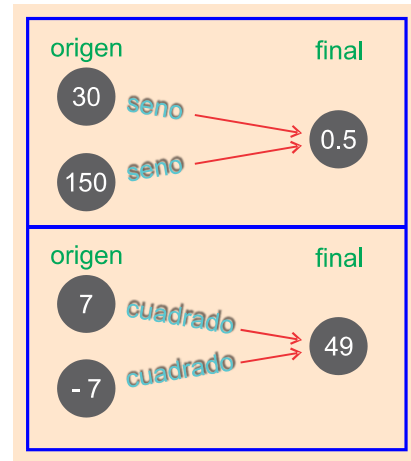 origen final
30 seno
0.5
150 seno
origen final
7 cuadrado
49
- 7 cuadrado